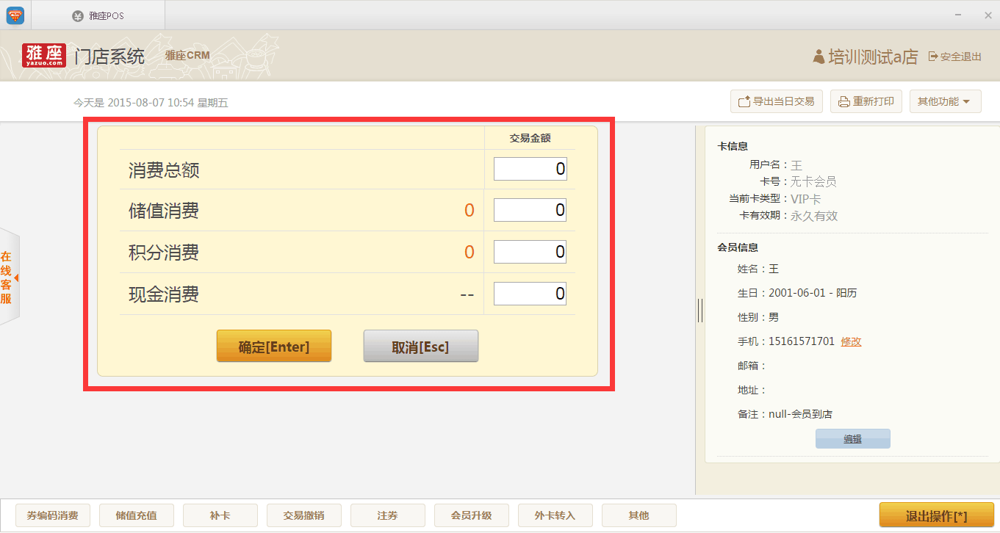 雅座POS
雅座
yazuo.com
门店系统
雅座CRM
培训测试a店
安全退出
今天是 2015-08-07 10:54 星期五
导出当日交易
重新打印
其他功能
交易金额
消费总额 0
储值消费 0 0
积分消费 0 0
现金消费 -- 0
确定[Enter]
取消[Esc]
在线客服
卡信息
用户名：王
卡号：无卡会员
当前卡类型：VIP卡
卡有效期：永久有效
会员信息
姓名：王
生日：2001-06-01 - 阳历
性别：男
手机：15161571701 修改
邮箱：
地址：
备注：null-会员到店
编辑
券编码消费
储值充值
补卡
交易撤销
注券
会员升级
外卡转入
其他
退出操作[*]